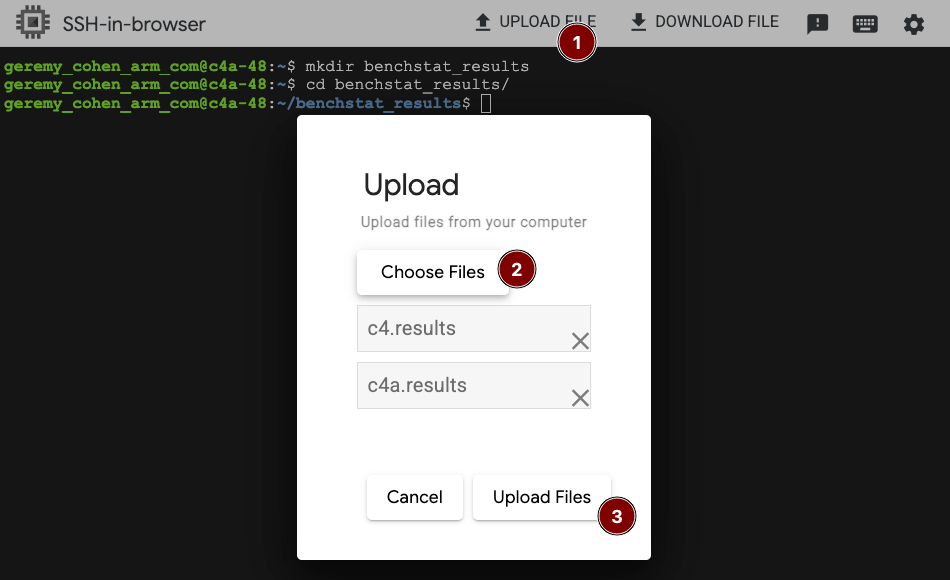 SSH-in-browser
UPLOAD FILE
DOWNLOAD FILE
1
geremy_cohen_arm_com@c4a-48:~$ mkdir benchstat_results
geremy_cohen_arm_com@c4a-48:~$ cd benchstat_results/
geremy_cohen_arm_com@c4a-48:~/benchstat_results$
Upload
Upload files from your computer
Choose Files
2
c4.results
c4a.results
Cancel
Upload Files
3